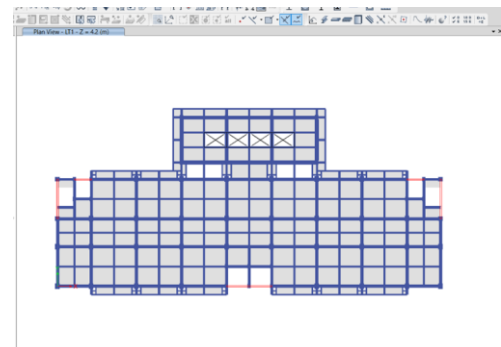 Plan View - LT1 - Z = 4.2 (m)